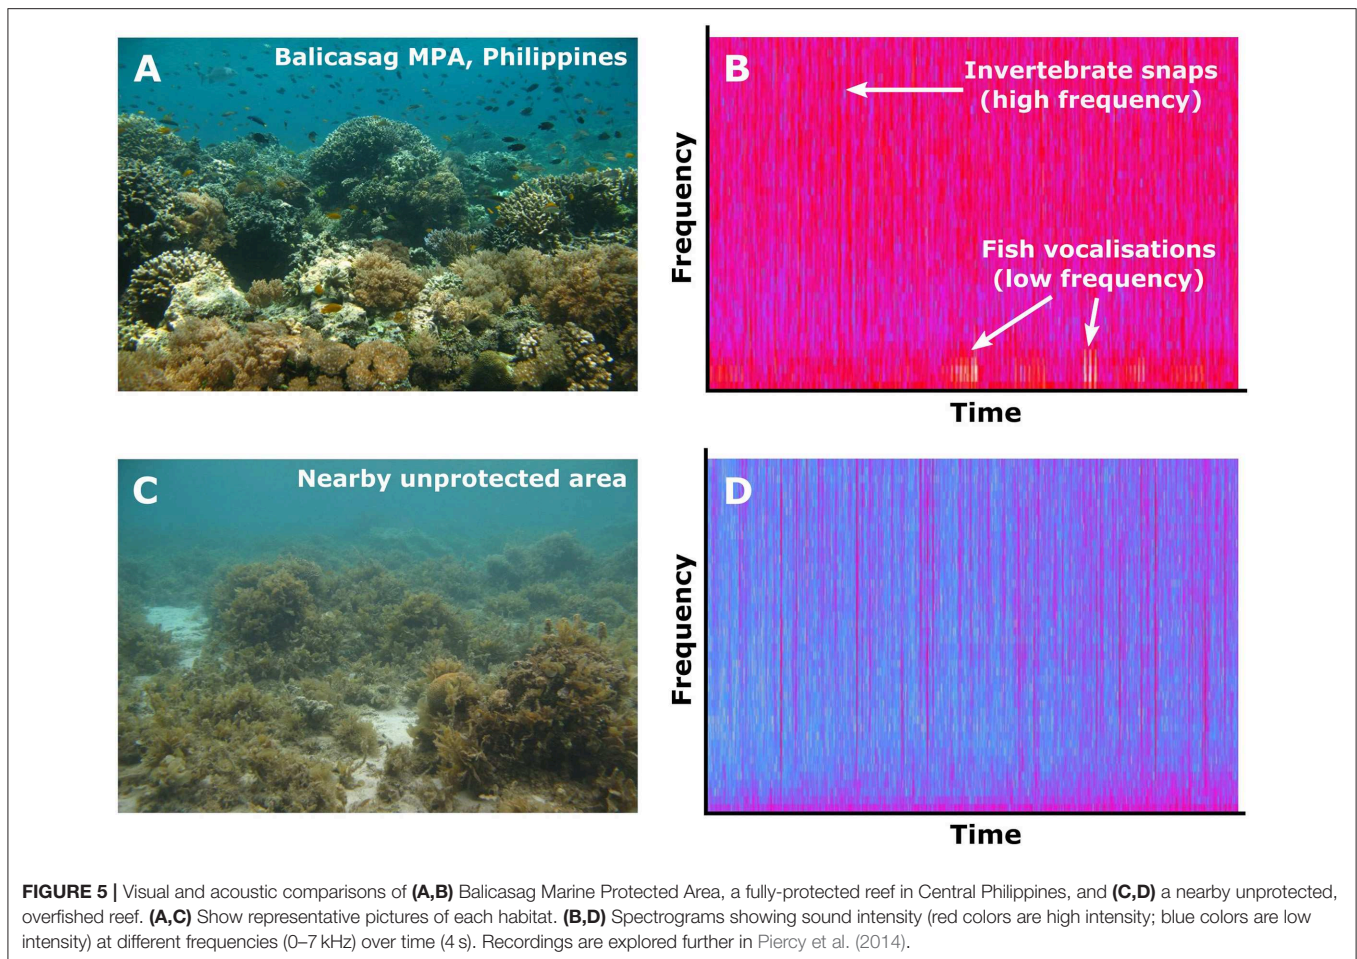 A
Balicasag MPA, Philippines
B
Invertebrate snaps
(high frequency)
Fish vocalisations
(low frequency)
Frequency
Time
C
Nearby unprotected area
D
Frequency
Time
FIGURE 5 | Visual and acoustic comparisons of (A,B) Balicasag Marine Protected Area, a fully-protected reef in Central Philippines, and (C,D) a nearby unprotected,
overfished reef. (A,C) Show representative pictures of each habitat. (B,D) Spectrograms showing sound intensity (red colors are high intensity; blue colors are low
intensity) at different frequencies (0–7 kHz) over time (4 s). Recordings are explored further in Piercy et al. (2014).